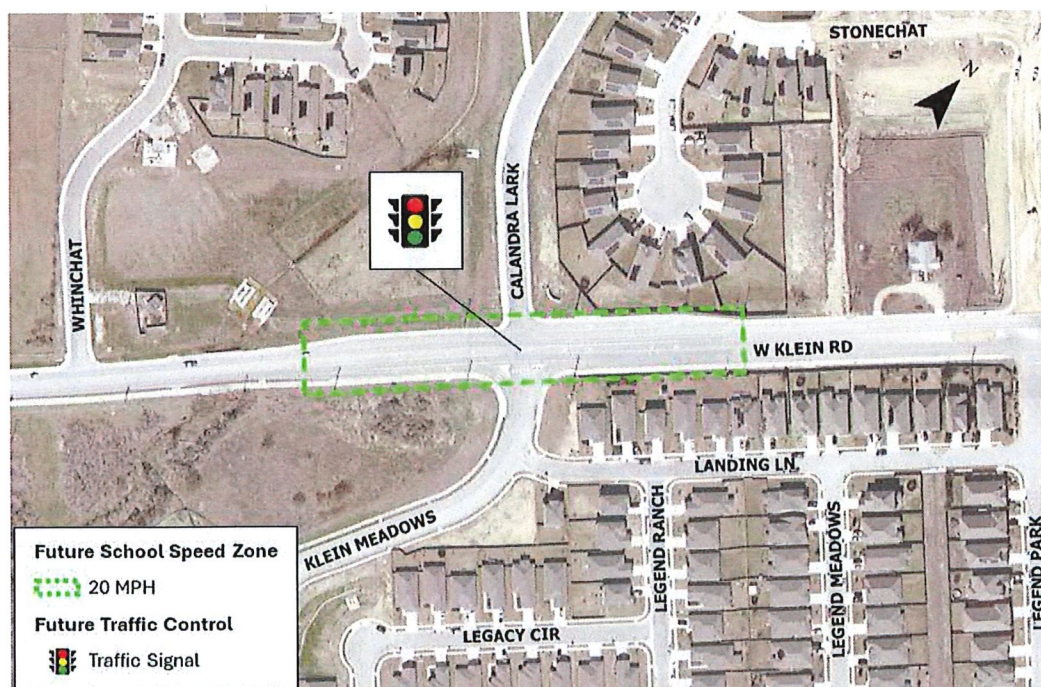 STONECHAT
N
CALANDRA LARK
WHINCHAT
W KLEIN RD
LANDING LN
KLEIN MEADOWS
LEGEND RANCH
LEGEND MEADOWS
LEGEND PARK
LEGACY CIR
Future School Speed Zone
20 MPH
Future Traffic Control
Traffic Signal